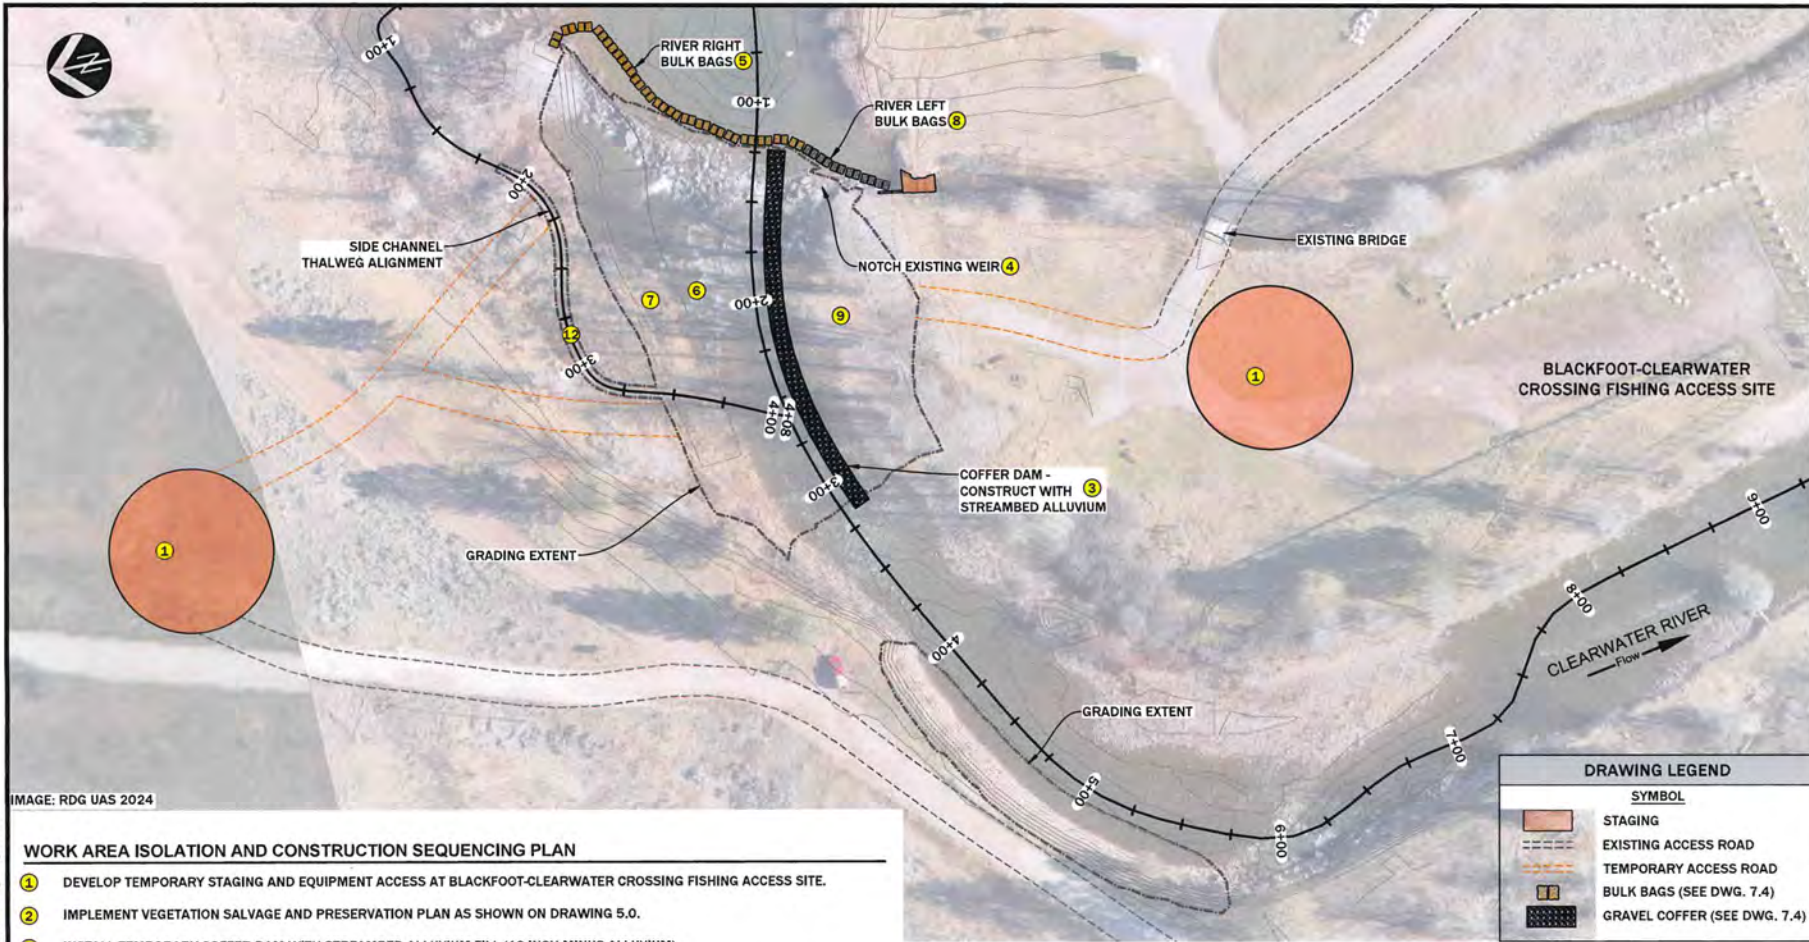 N
1+00
RIVER RIGHT
BULK BAGS 5
1+00
RIVER LEFT
BULK BAGS 8
2+00
SIDE CHANNEL
THALWEG ALIGNMENT
EXISTING BRIDGE
NOTCH EXISTING WEIR 4
7
6
2+00
9
12
3+00
1
BLACKFOOT-CLEARWATER
CROSSING FISHING ACCESS SITE
4+00
4+08
3+00
COFFER DAM -
CONSTRUCT WITH 3
STREAMBED ALLUVIUM
1
GRADING EXTENT
9+00
8+00
CLEARWATER RIVER
Flow
4+00
GRADING EXTENT
7+00
5+00
6+00
IMAGE: RDG UAS 2024
DRAWING LEGEND
SYMBOL
STAGING
EXISTING ACCESS ROAD
TEMPORARY ACCESS ROAD
BULK BAGS (SEE DWG. 7.4)
GRAVEL COFFER (SEE DWG. 7.4)
WORK AREA ISOLATION AND CONSTRUCTION SEQUENCING PLAN
1 DEVELOP TEMPORARY STAGING AND EQUIPMENT ACCESS AT BLACKFOOT-CLEARWATER CROSSING FISHING ACCESS SITE.
2 IMPLEMENT VEGETATION SALVAGE AND PRESERVATION PLAN AS SHOWN ON DRAWING 5.0.